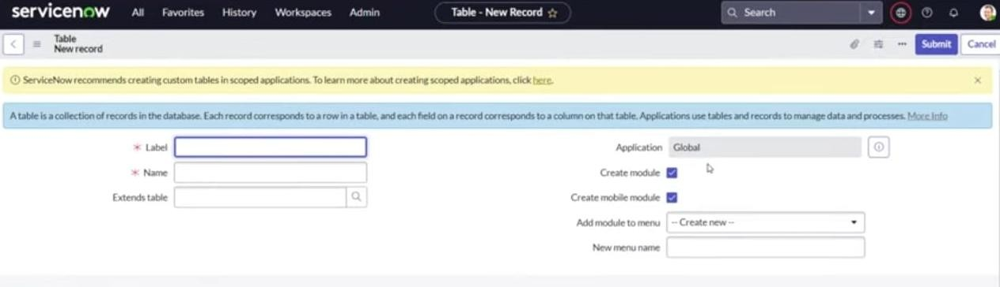 servicenow All Favorites History Workspaces Admin Table - New Record Search
Table
New record
Submit Cancel
ServiceNow recommends creating custom tables in scoped applications. To learn more about creating scoped applications, click here.
A table is a collection of records in the database. Each record corresponds to a row in a table, and each field on a record corresponds to a column on that table. Applications use tables and records to manage data and processes. More Info
* Label
Application Global
* Name
Create module
Extends table
Create mobile module
Add module to menu -- Create new --
New menu name